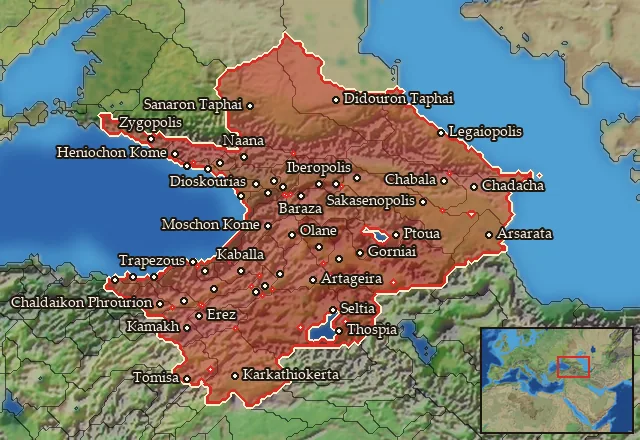 Sanaron Taphai
Didouron Taphai
Zygopolis
Legaiopolis
Naana
Heniochon Kome
Iberopolis
Dioskourias
Chabala
Chadacha
Sakasenopolis
Baraza
Moschon Kome
Olane
Ptoua
Arsarata
Gorniai
Kaballa
Trapezous
Artageira
Chaldaikon Phrourion
Seltia
Erez
Kamakh
Thospia
Tomisa
Karkathiokerta